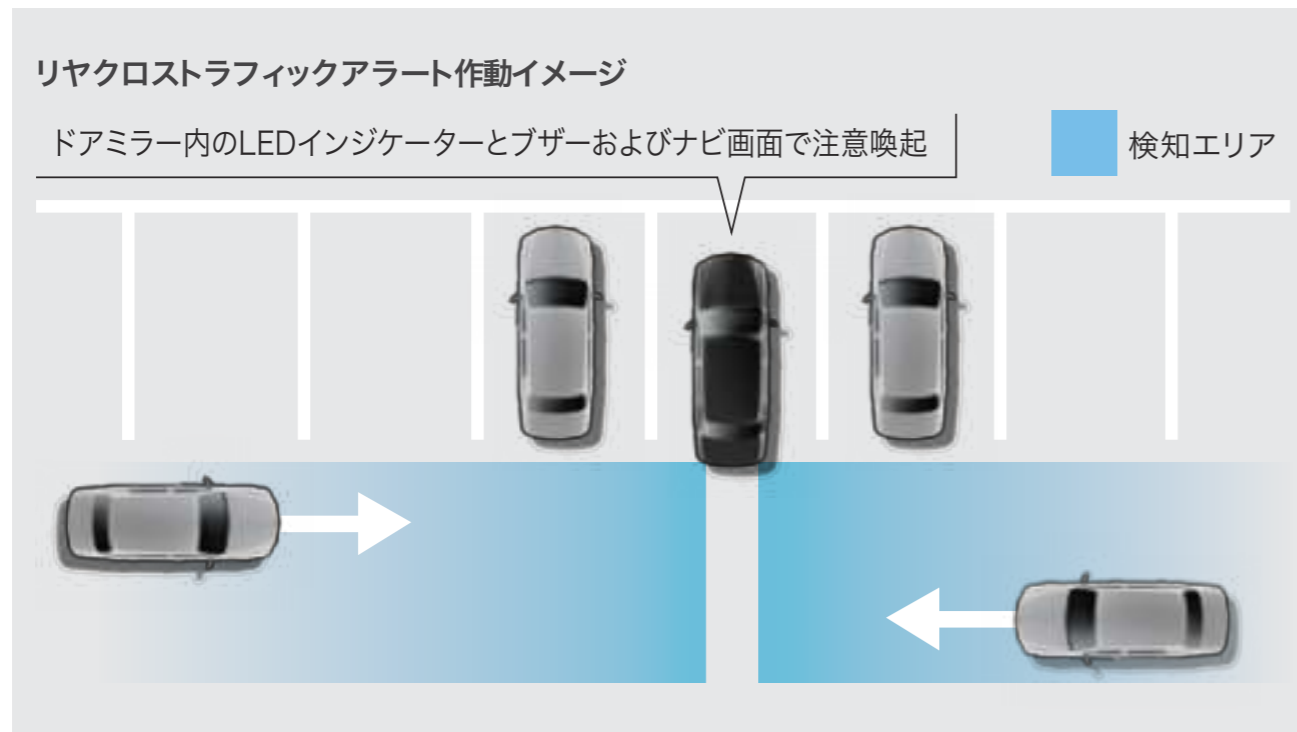 リヤクロストラフィックアラート作動イメージ
ドアミラー内のLEDインジケーターとブザーおよびナビ画面で注意喚起
検知エリア